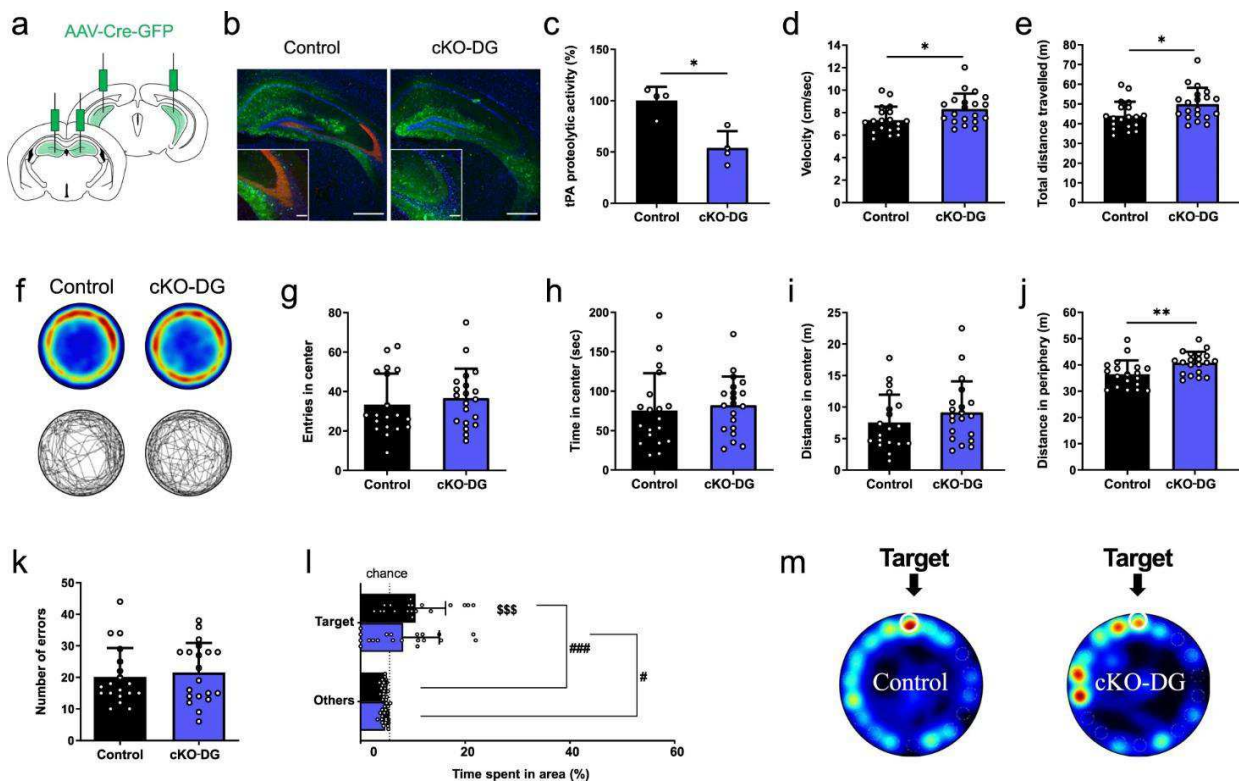 a
AAV-Cre-GFP
b
Control
cKO-DG
c
tPA proteolytic activity (%)
150
100
50
0
*
Control
cKO-DG
d
Velocity (cm/sec)
14
12
10
8
6
4
2
0
*
Control
cKO-DG
e
Total distance travelled (m)
80
70
60
50
40
30
20
10
0
*
Control
cKO-DG
f
Control
cKO-DG
g
Entries in center
80
60
40
20
0
Control
cKO-DG
h
Time in center (sec)
200
150
100
50
0
Control
cKO-DG
i
Distance in center (m)
25
20
15
10
5
0
Control
cKO-DG
j
Distance in periphery (m)
60
50
40
30
20
10
0
**
Control
cKO-DG
k
Number of errors
50
40
30
20
10
0
Control
cKO-DG
l
chance
Target
Others
$$$
###
#
0
20
40
60
Time spent in area (%)
m
Target
Control
Target
cKO-DG